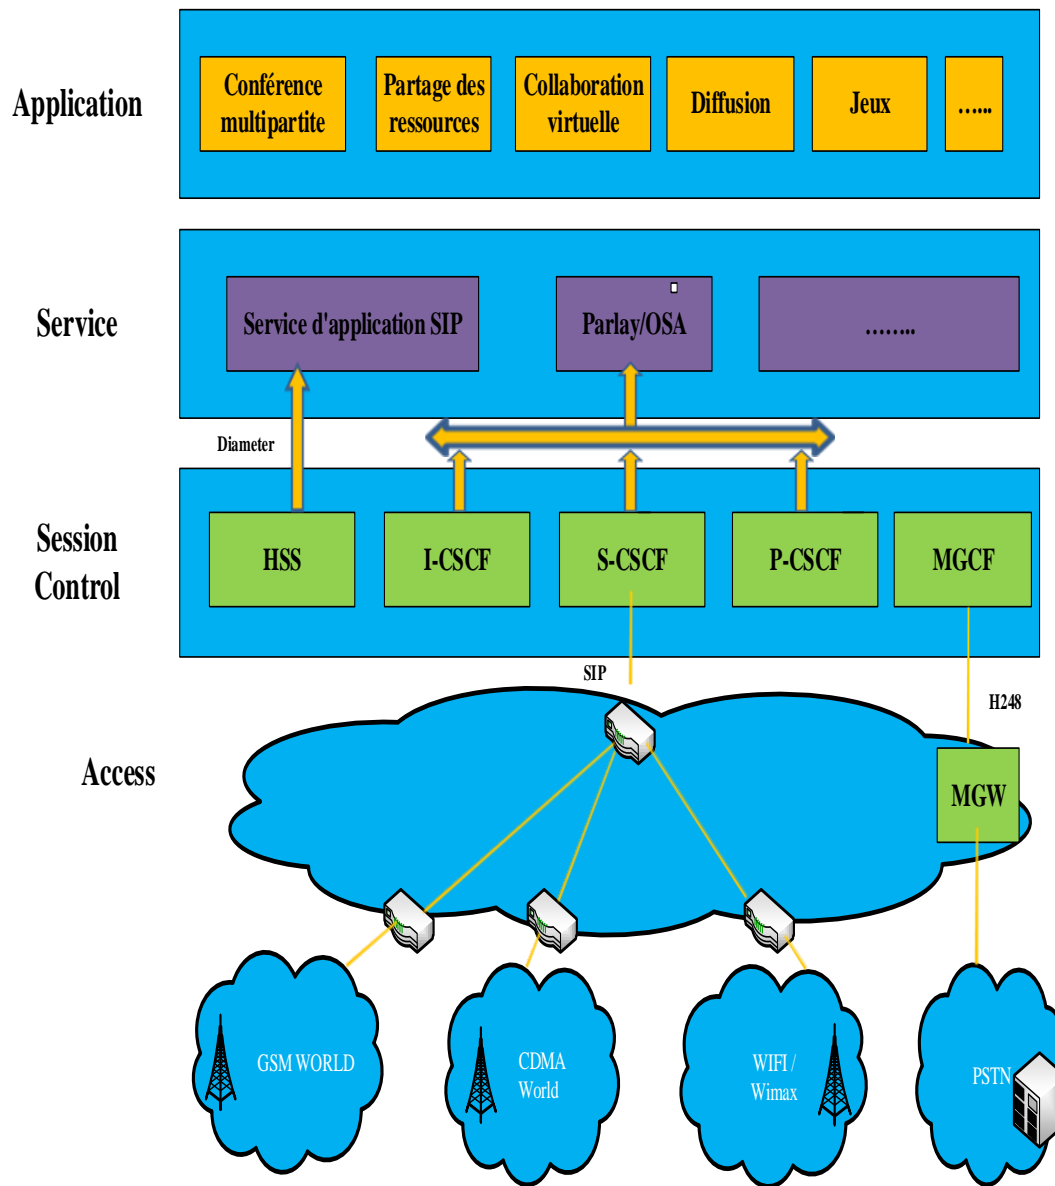 Application
Conférence
multipartite
Partage des
ressources
Collaboration
virtuelle
Diffusion
Jeux
…...
Service
Service d'application SIP
Parlay/OSA
……..
Diameter
Session
Control
HSS
I-CSCF
S-CSCF
P-CSCF
MGCF
SIP
H248
Access
MGW
GSM WORLD
CDMA
World
WIFI /
Wimax
PSTN